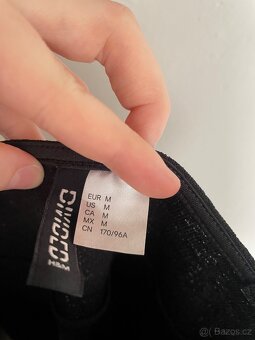 DIVIDED
H&M
EUR M
US M
CA M
MX M
CN 170/96A
Bazos.cz